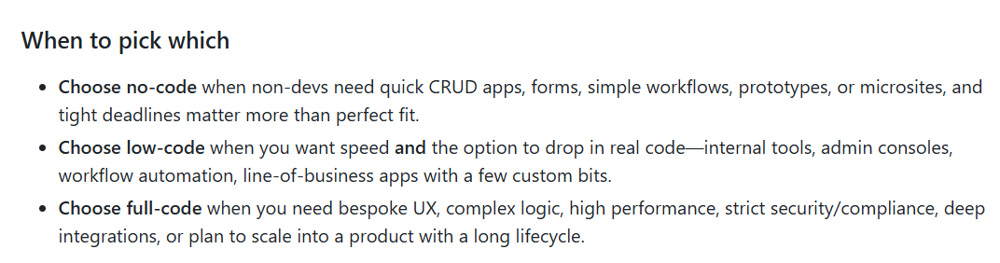 When to pick which
• Choose no-code when non-devs need quick CRUD apps, forms, simple workflows, prototypes, or microsites, and
tight deadlines matter more than perfect fit.
• Choose low-code when you want speed and the option to drop in real code—internal tools, admin consoles,
workflow automation, line-of-business apps with a few custom bits.
• Choose full-code when you need bespoke UX, complex logic, high performance, strict security/compliance, deep
integrations, or plan to scale into a product with a long lifecycle.